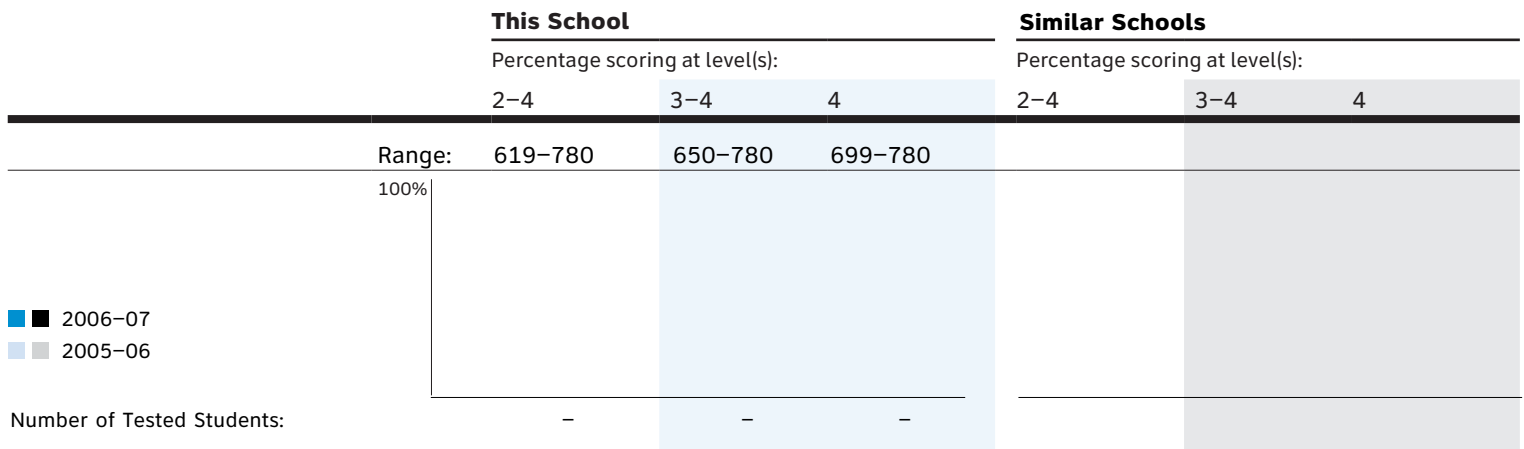 This School Similar Schools
Percentage scoring at level(s): Percentage scoring at level(s):
2–4 3–4 4 2–4 3–4 4
Range: 619–780 650–780 699–780
100%
2006–07
2005–06
Number of Tested Students: – – –